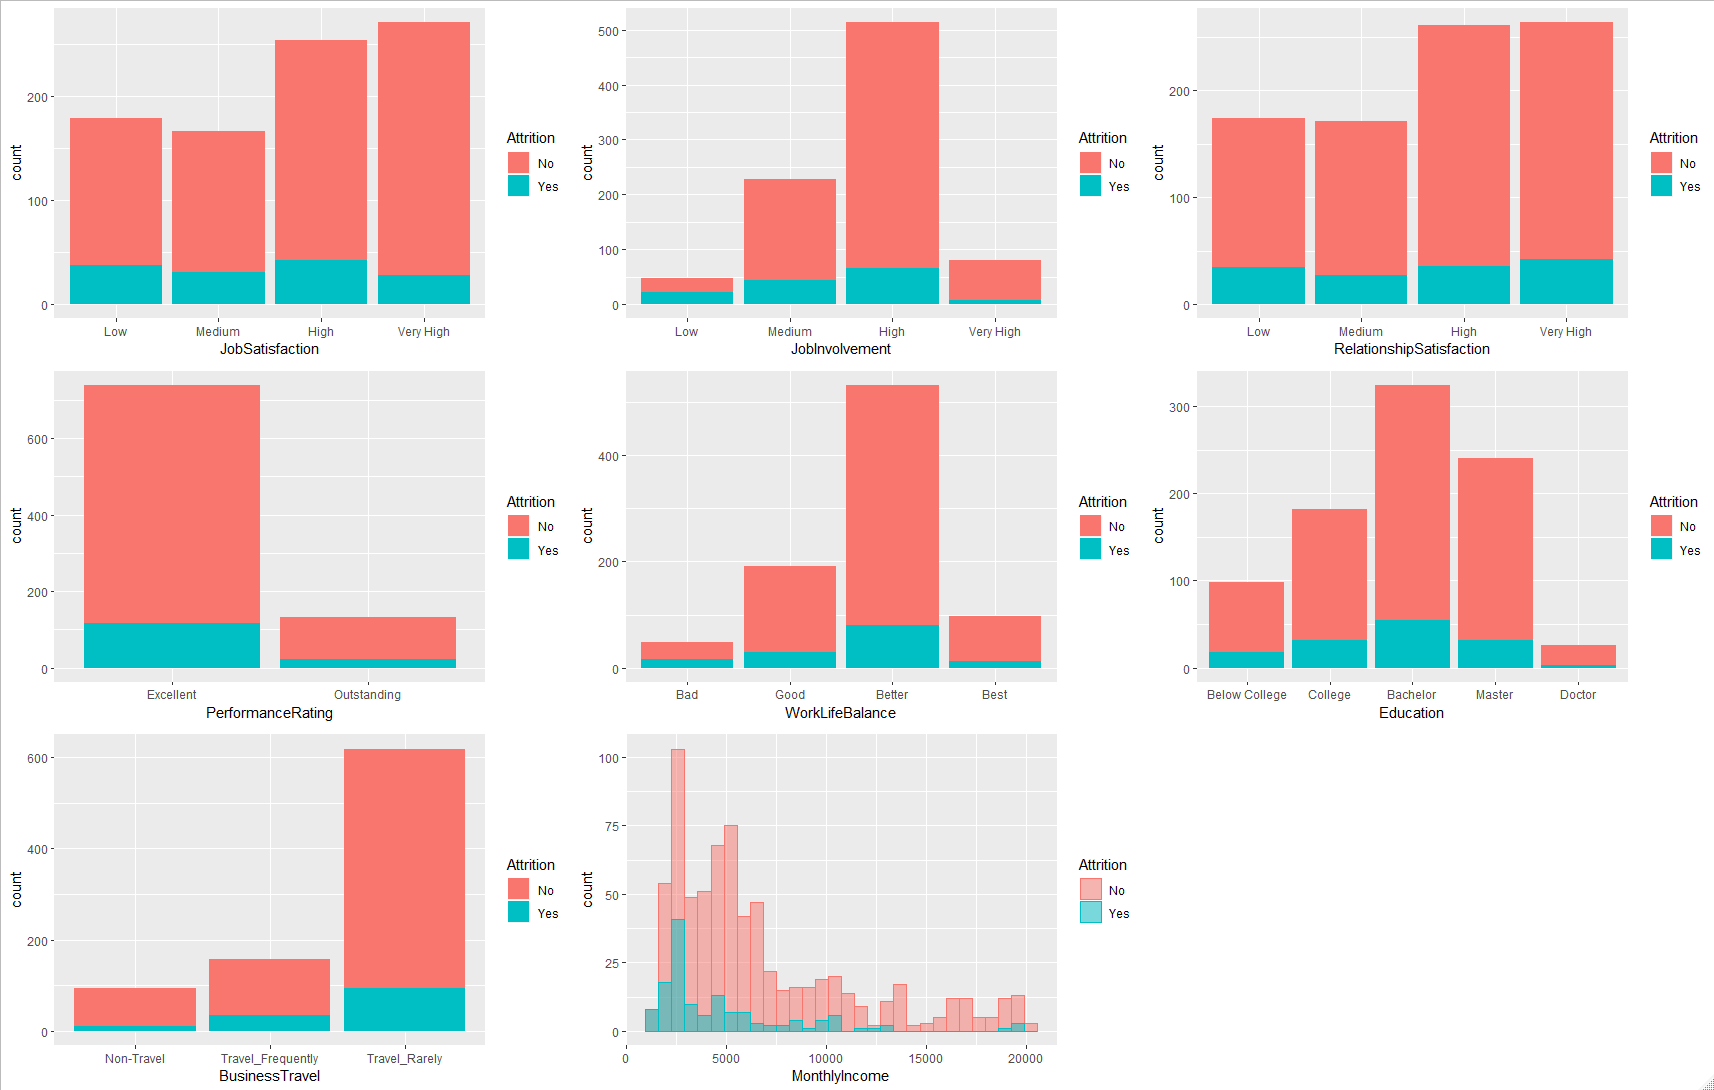 count
200
100
0
Low Medium High Very High
JobSatisfaction
Attrition
No
Yes
count
500
400
300
200
100
0
Low Medium High Very High
JobInvolvement
Attrition
No
Yes
count
200
100
0
Low Medium High Very High
RelationshipSatisfaction
Attrition
No
Yes
count
600
400
200
0
Excellent Outstanding
PerformanceRating
Attrition
No
Yes
count
400
200
0
Bad Good Better Best
WorkLifeBalance
Attrition
No
Yes
count
300
200
100
0
Below College College Bachelor Master Doctor
Education
Attrition
No
Yes
count
600
400
200
0
Non-Travel Travel_Frequently Travel_Rarely
BusinessTravel
Attrition
No
Yes
count
100
75
50
25
0
0 5000 10000 15000 20000
MonthlyIncome
Attrition
No
Yes